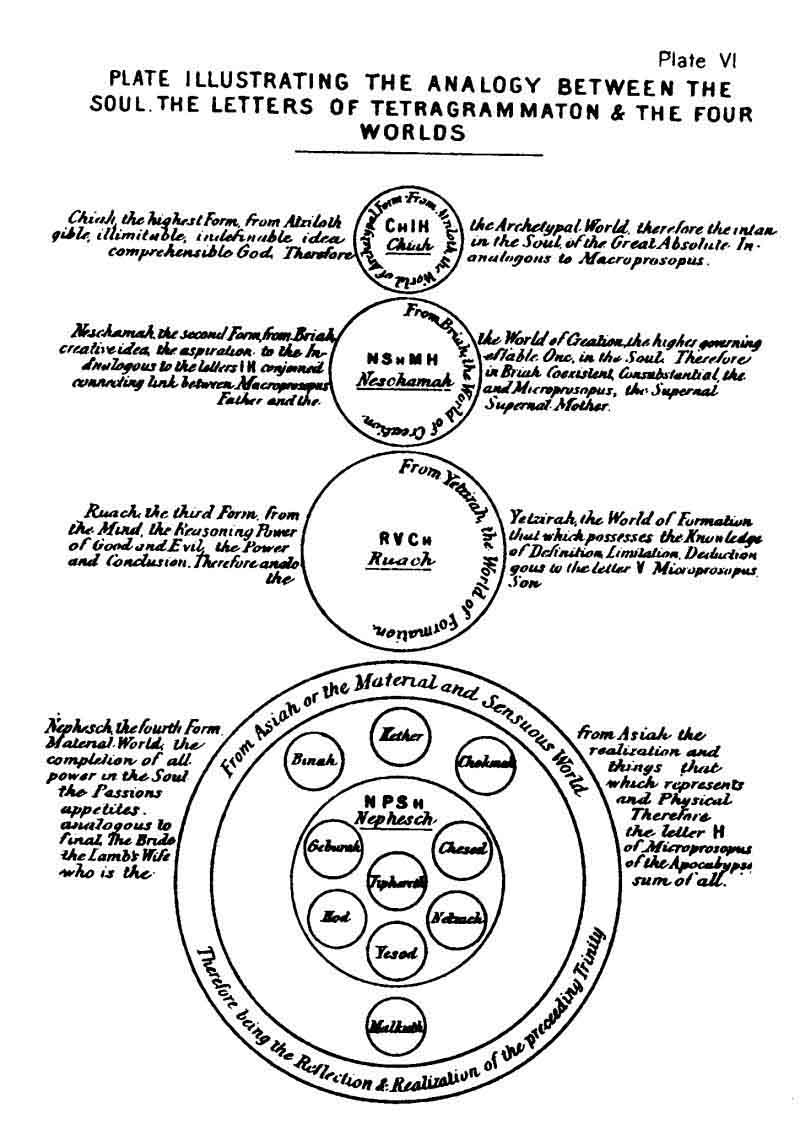 Plate VI
PLATE ILLUSTRATING THE ANALOGY BETWEEN THE
SOUL. THE LETTERS OF TETRAGRAMMATON & THE FOUR
WORLDS
Chiah, the highest Form, from Atziloth
gible, illimitable, indefinable idea
comprehensible God, Therefore
Archetypal Form - From Atziloth the World of
CHIH
Chiah
the Archetypal World, therefore the intan
in the Soul, of the Great Absolute In-
analogous to Macroprosopus.
Neschamah the second Form, from Briah,
creative idea, the aspiration to the In-
Analogous to the letters I H conjoined
connecting link between Macroprosopus
Father and the.
From Briah, the World of Creation.
NSHMH
Neschamah
the World of Creation, the higher governing
effable One, in the Soul. Therefore
in Briah Coexistent, Consubstantial, the
and Microprosopus, the Supernal
Supernal Mother.
Ruach, the third Form, from
the Mind, the Reasoning Power
of Good and Evil, the Power
and Conclusion. Therefore analo
the
From Yetzirah, the World of Formation.
RVCH
Ruach
Yetzirah, the World of Formation
that which possesses the Knowledge
of Definition, Limitation, Deduction
gous to the letter V Microprosopus
Son
Nephesch, the fourth Form
Material World, the
completion of all
power in the Soul
the Passions
appetites.
analogous to
final, The Bride
the Lamb's Wife
who is the
From Asiah or the Material and Sensuous World
Kether
Binah
Chokmah
NPSH
Nephesch
Geburah
Chesed
Tiphereth
Hod
Netzach
Yesod
Malkuth
Therefore being the Reflection & Realization of the preceeding Trinity
from Asiah the
realization and
things that
which represents
and Physical
Therefore
the letter H
of Microprosopus
of the Apocalypse
sum of all.